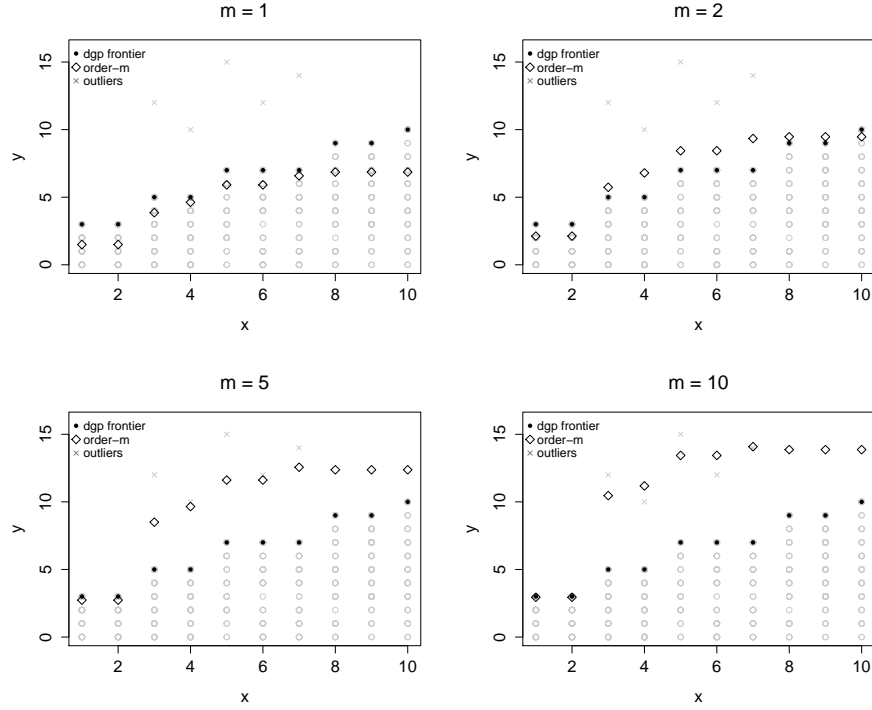 m = 1
dgp frontier
order-m
outliers
15
10
5
0
y
2 4 6 8 10
x
m = 2
dgp frontier
order-m
outliers
15
10
5
0
y
2 4 6 8 10
x
m = 5
dgp frontier
order-m
outliers
15
10
5
0
y
2 4 6 8 10
x
m = 10
dgp frontier
order-m
outliers
15
10
5
0
y
2 4 6 8 10
x